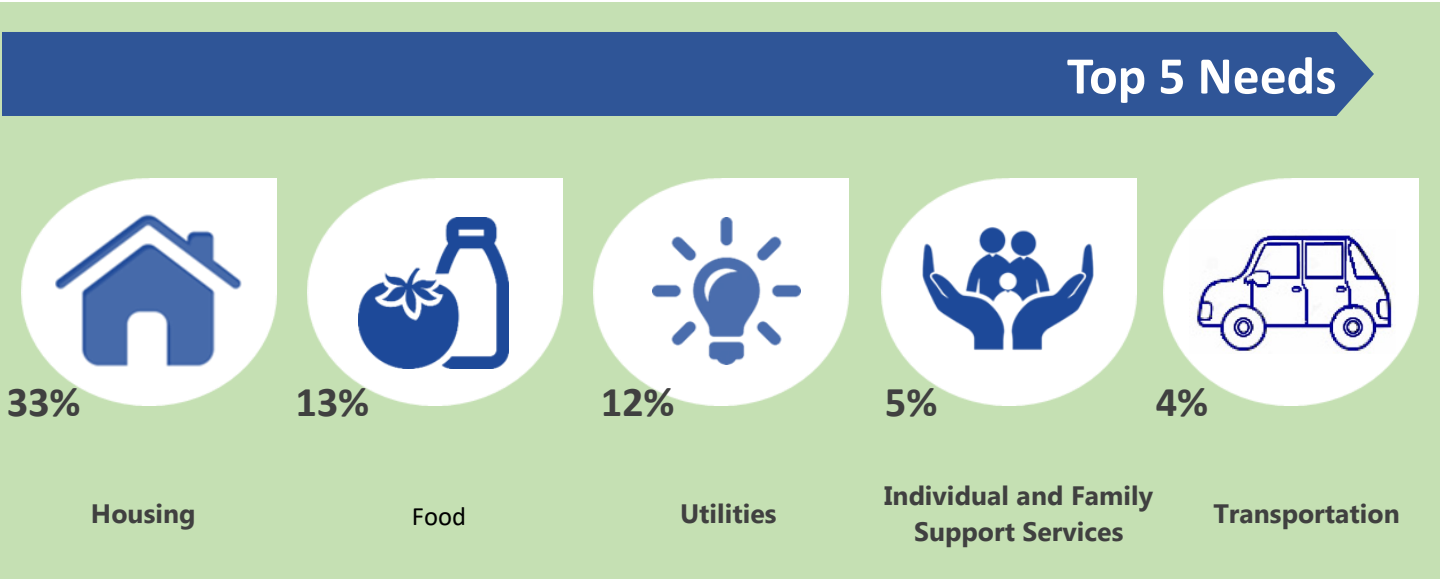 Top 5 Needs
33%
13%
12%
5%
4%
Housing
Food
Utilities
Individual and Family
Support Services
Transportation